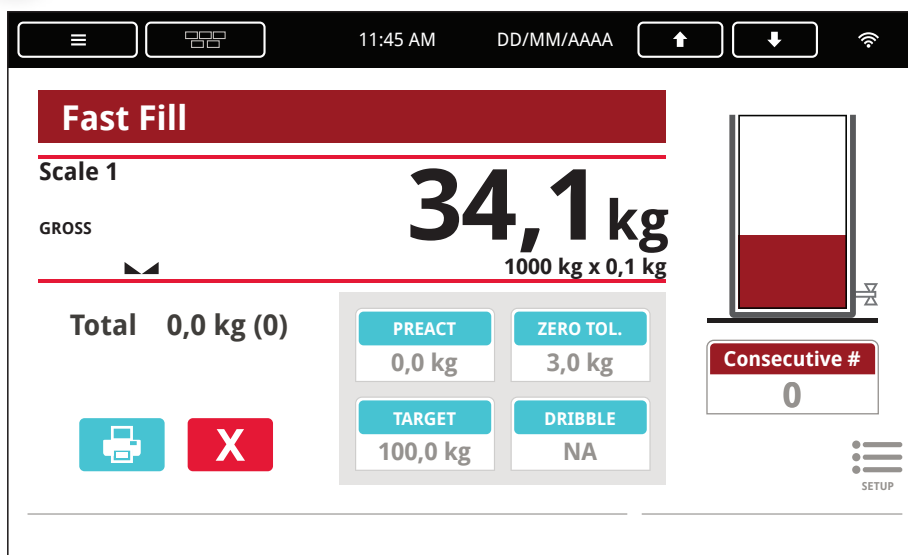 11:45 AM DD/MM/AAAA
Fast Fill
Scale 1
34,1 kg
GROSS
1000 kg x 0,1 kg
Total 0,0 kg (0)
PREACT ZERO TOL.
0,0 kg 3,0 kg
Consecutive #
0
TARGET DRIBBLE
100,0 kg NA
X
SETUP